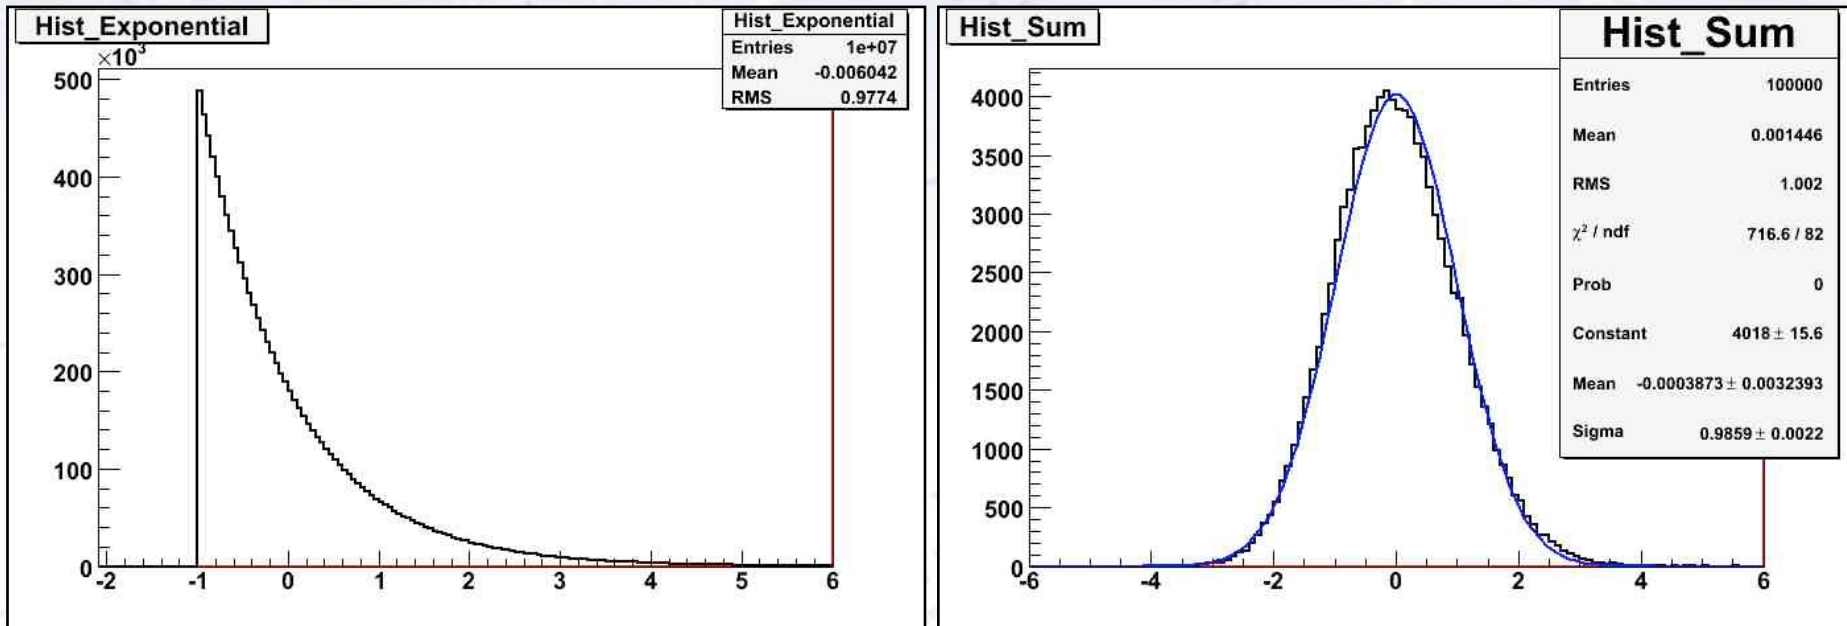 Hist_Exponential
×10³
Hist_Exponential
Entries 1e+07
Mean -0.006042
RMS 0.9774
500
400
300
200
100
0
-2 -1 0 1 2 3 4 5 6
Hist_Sum
Hist_Sum
Entries 100000
Mean 0.001446
RMS 1.002
χ² / ndf 716.6 / 82
Prob 0
Constant 4018 ± 15.6
Mean -0.0003873 ± 0.0032393
Sigma 0.9859 ± 0.0022
4000
3500
3000
2500
2000
1500
1000
500
0
-6 -4 -2 0 2 4 6